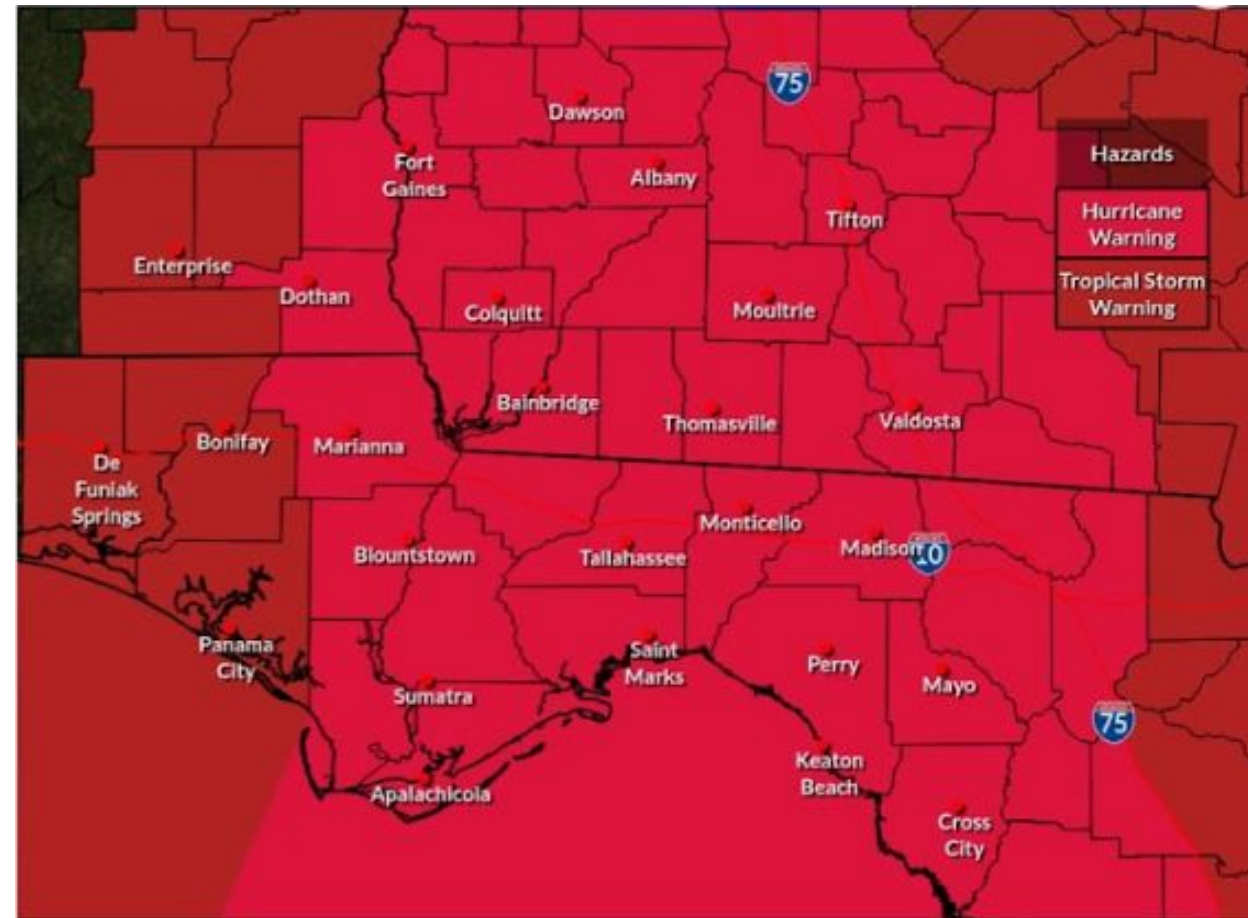 75
Dawson
Hazards
Fort
Gaines
Albany
Hurricane
Warning
Tifton
Enterprise
Dothan
Tropical Storm
Warning
Colquitt
Moultrie
Bainbridge
Thomasville
Valdosta
Bonifay
Marianna
De
Funiak
Springs
Monticello
Blountstown
Tallahassee
Madison
10
Panama
City
Saint
Marks
Perry
Mayo
Sumatra
75
Keaton
Beach
Apalachicola
Cross
City